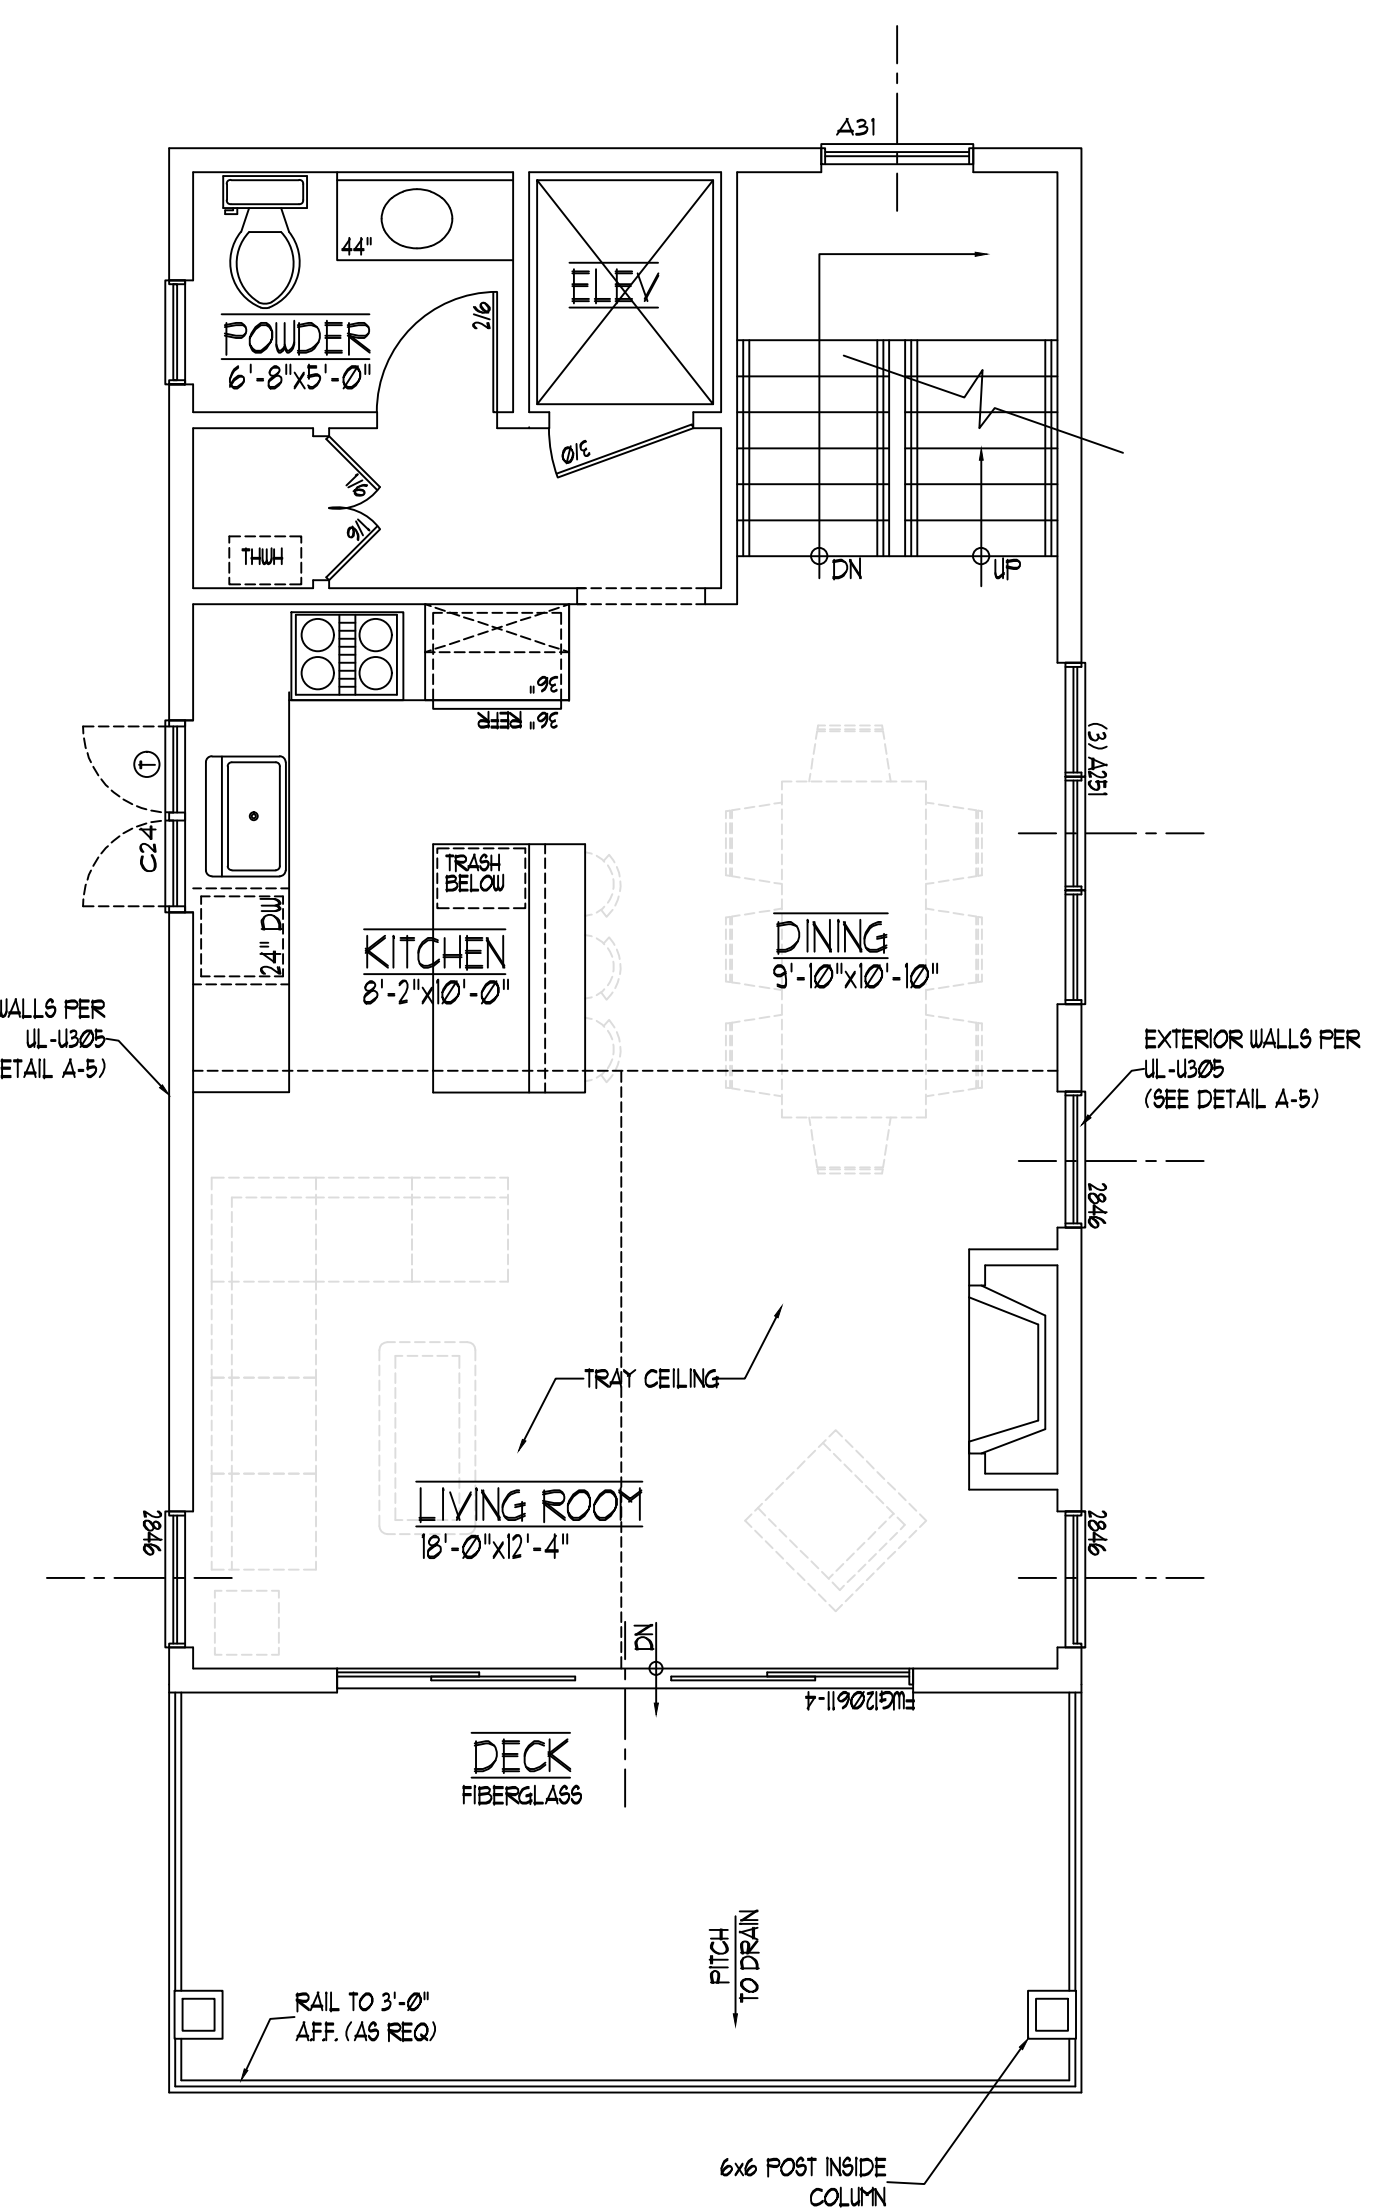 A31
44"
ELEV
2/6
POWDER
6'-8"x5'-0"
3/0
1/6
1/6
THWH
DN
UP
36"
36" REFR
(3) A251
T
C24
TRASH
BELOW
24" DW
KITCHEN
8'-2"x10'-0"
DINING
9'-10"x10'-10"
WALLS PER
UL-U305
DETAIL A-5)
EXTERIOR WALLS PER
UL-U305
(SEE DETAIL A-5)
2846
TRAY CEILING
LIVING ROOM
18'-0"x12'-4"
2846
2846
DN
FWG120611-4
DECK
FIBERGLASS
PITCH
TO DRAIN
RAIL TO 3'-0"
A.F.F. (AS REQ)
6x6 POST INSIDE
COLUMN